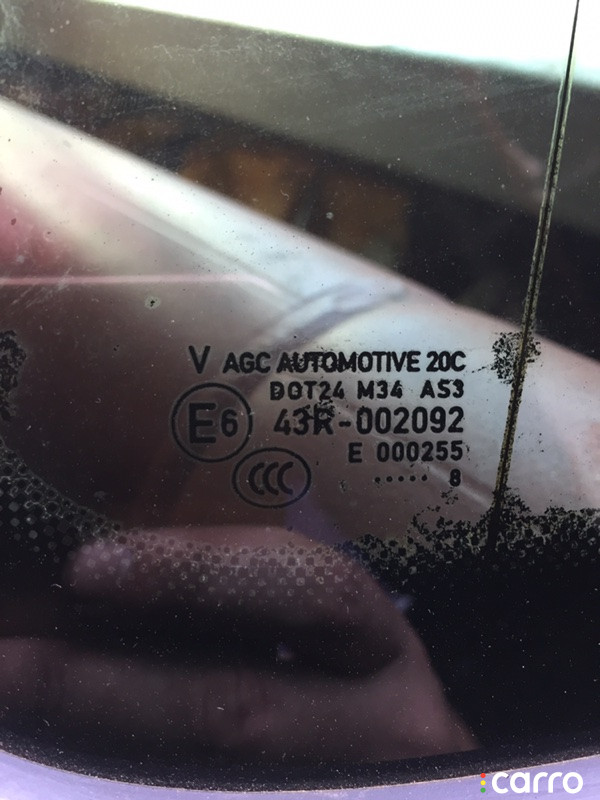 V AGC AUTOMOTIVE 20C
DOT24 M34 AS3
E6 43R-002092
E 000255
CCC ..... 8
carro